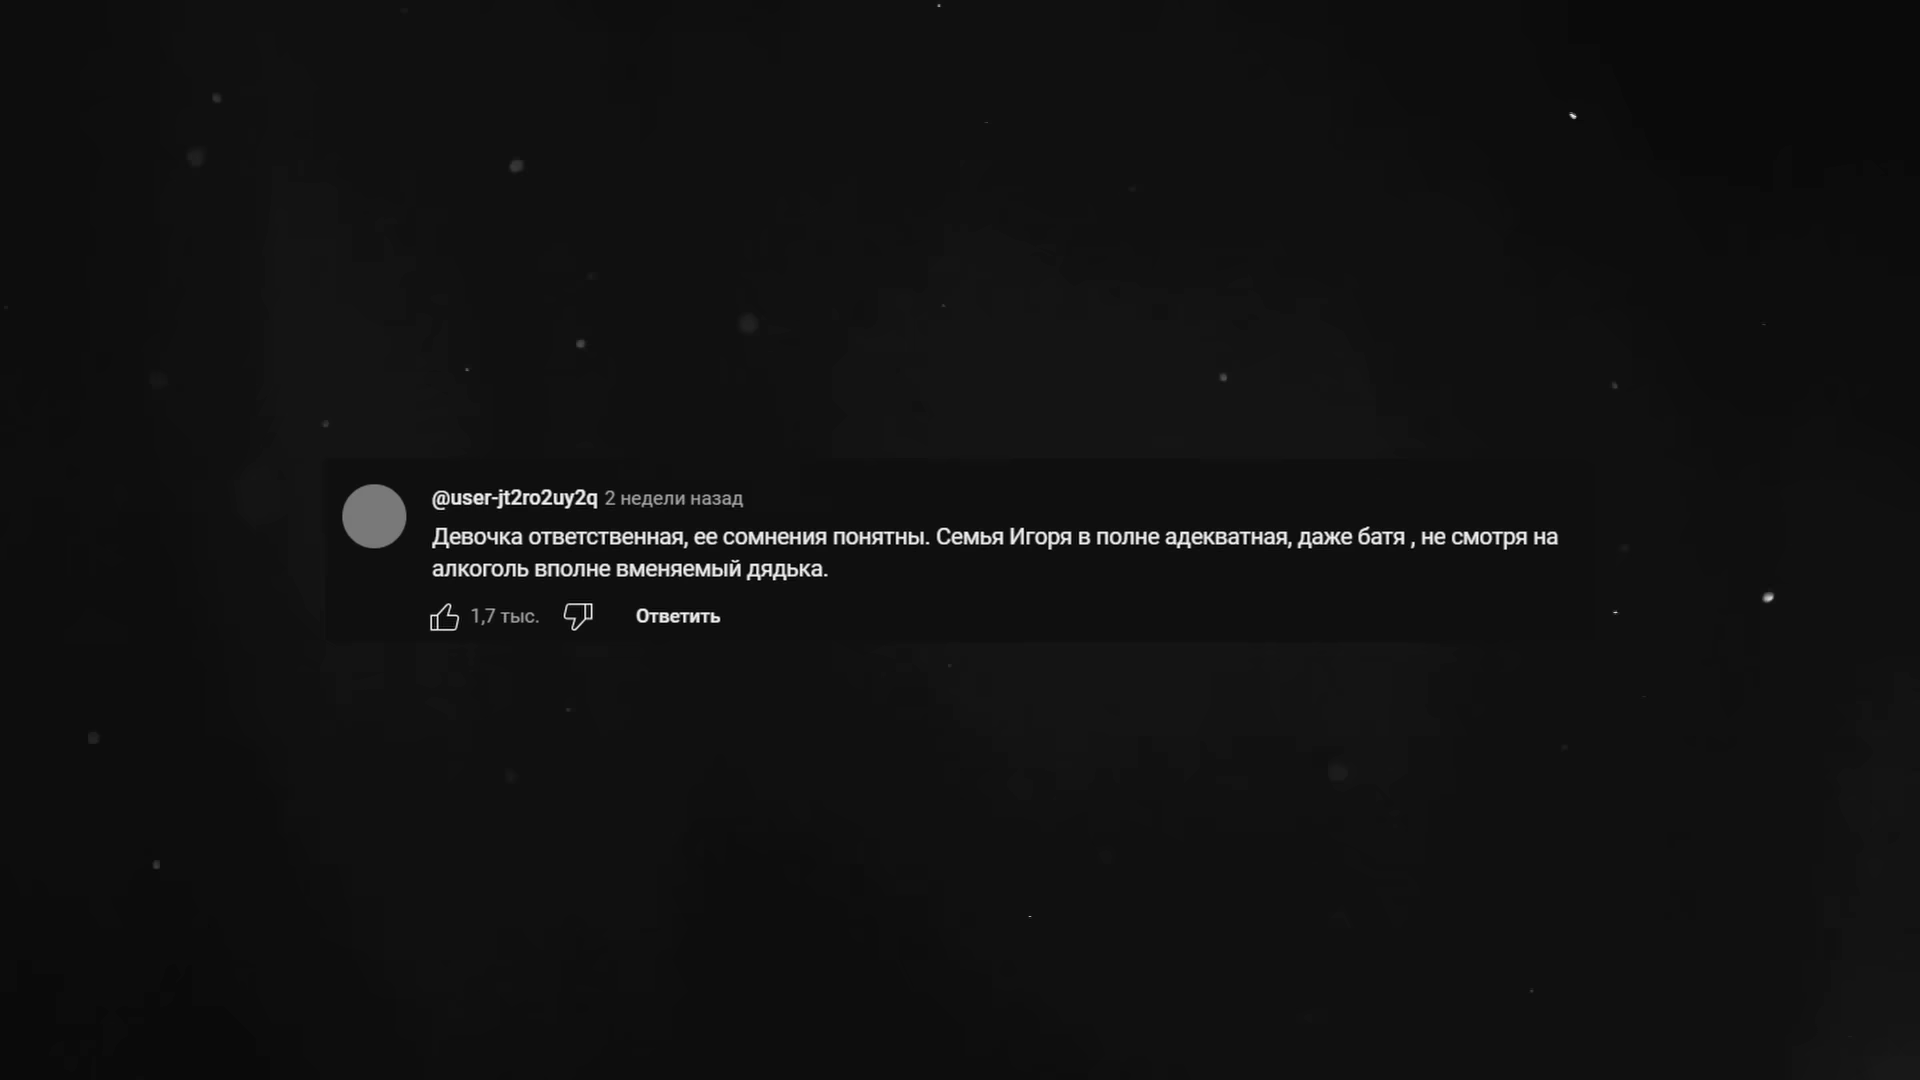 @user-jt2ro2uy2q 2 недели назад
Девочка ответственная, ее сомнения понятны. Семья Игоря в полне адекватная, даже батя , не смотря на
алкоголь вполне вменяемый дядька.
1,7 тыс. Ответить